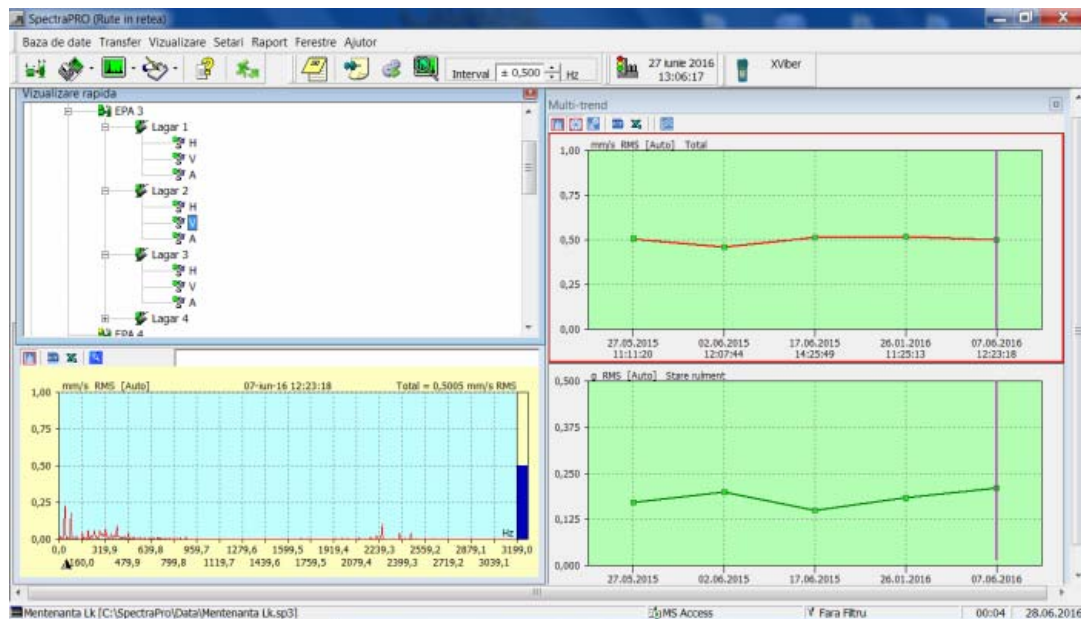 SpectraPRO (Rute in retea)
Baza de date Transfer Vizualizare Setari Raport Ferestre Ajutor
Interval ± 0,500 Hz
27 iunie 2016
13:06:17
XViber
Vizualizare rapida
EPA 3
Lagar 1
H
V
A
Lagar 2
H
V
A
Lagar 3
H
V
A
Lagar 4
EPA 4
mm/s RMS [Auto] 07-iun-16 12:23:18 Total = 0,5005 mm/s RMS
1,00
0,75
0,50
0,25
0,00
Hz
0,0 319,9 639,8 959,7 1279,6 1599,5 1919,4 2239,3 2559,2 2879,1 3199,0
160,0 479,9 799,8 1119,7 1439,6 1759,5 2079,4 2399,3 2719,2 3039,1
Multi-trend
mm/s RMS [Auto] Total
1,00
0,75
0,50
0,25
0,00
27.05.2015 02.06.2015 17.06.2015 26.01.2016 07.06.2016
11:11:20 12:07:44 14:25:49 11:25:13 12:23:18
g RMS [Auto] Stare rulment
0,500
0,375
0,250
0,125
0,000
27.05.2015 02.06.2015 17.06.2015 26.01.2016 07.06.2016
Mentenanta Lk [C:\SpectraPro\Data\Mentenanta Lk.sp3] MS Access Fara Filtru 00:04 28.06.2016